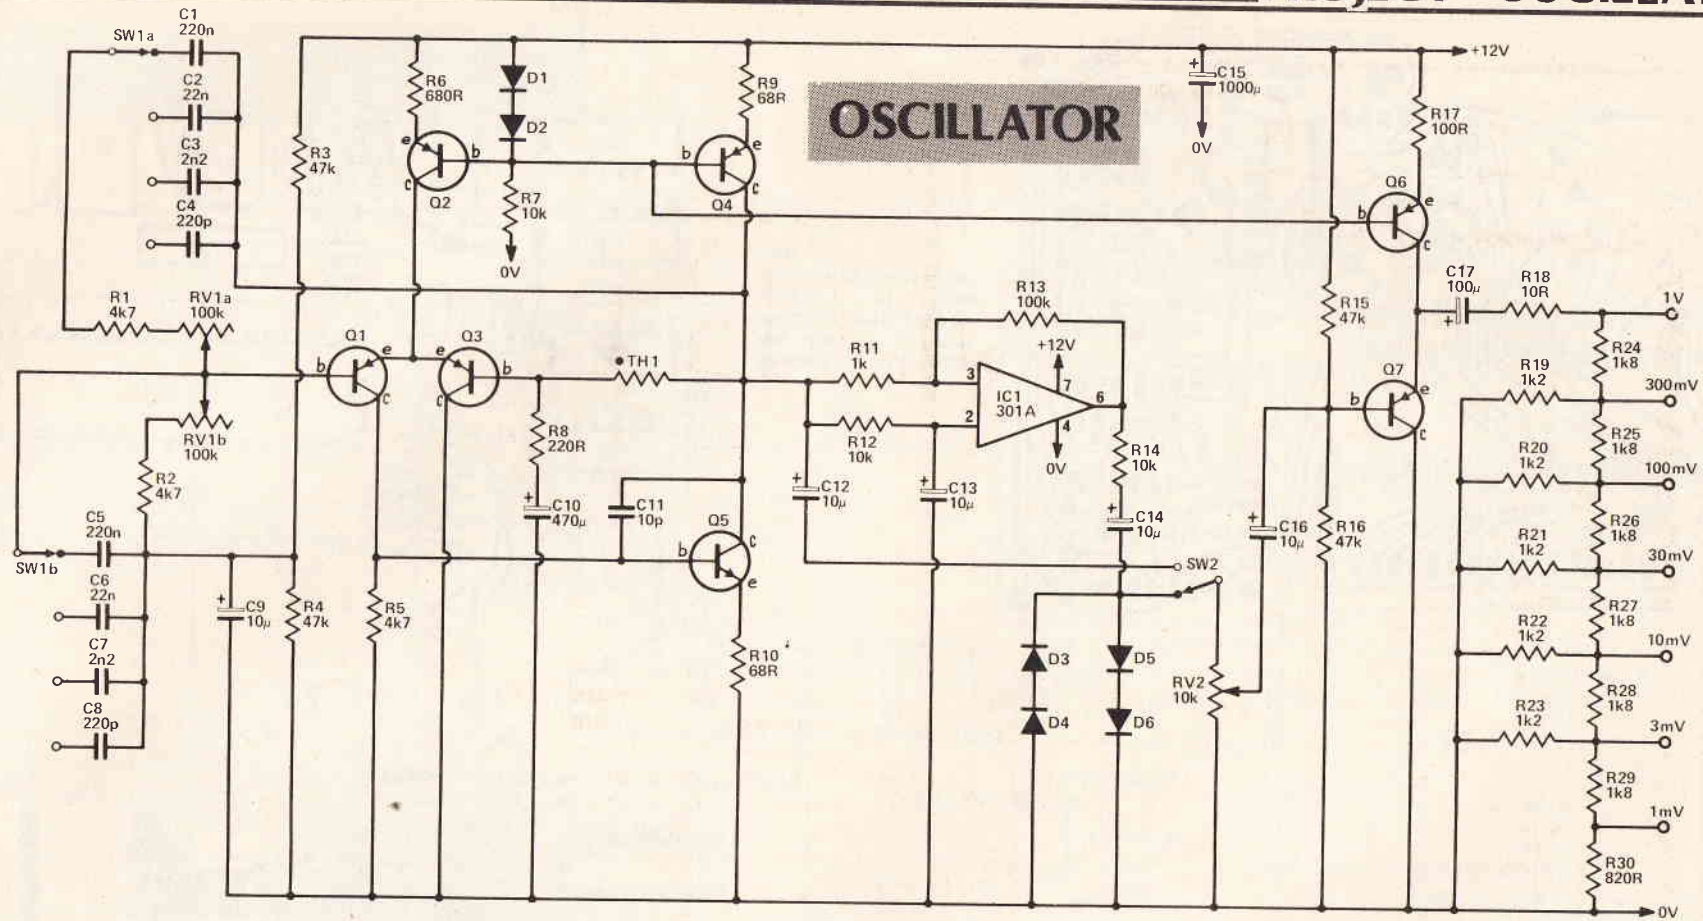 OSCILLATOR
SW1a
C1
220n
C2
22n
C3
2n2
C4
220p
R1
4k7
RV1a
100k
RV1b
100k
R2
4k7
SW1b
C5
220n
C6
22n
C7
2n2
C8
220p
R3
47k
R4
47k
C9
10µ
R5
4k7
R6
680R
D1
D2
R7
10k
0V
e
b
c
Q2
b
e
c
Q4
R9
68R
Q1
b
e
c
Q3
e
b
c
TH1
R8
220R
C10
470µ
C11
10p
Q5
b
c
e
R10
68R
R11
1k
R12
10k
C12
10µ
C13
10µ
R13
100k
+12V
3
2
7
6
4
IC1
301A
0V
R14
10k
C14
10µ
SW2
D3
D4
D5
D6
RV2
10k
C16
10µ
C15
1000µ
+
0V
+12V
R15
47k
R16
47k
R17
100R
Q6
b
e
c
Q7
b
e
c
C17
100µ
+
R18
10R
R19
1k2
R20
1k2
R21
1k2
R22
1k2
R23
1k2
R24
1k8
R25
1k8
R26
1k8
R27
1k8
R28
1k8
R29
1k8
R30
820R
1V
300mV
100mV
30mV
10mV
3mV
1mV
0V